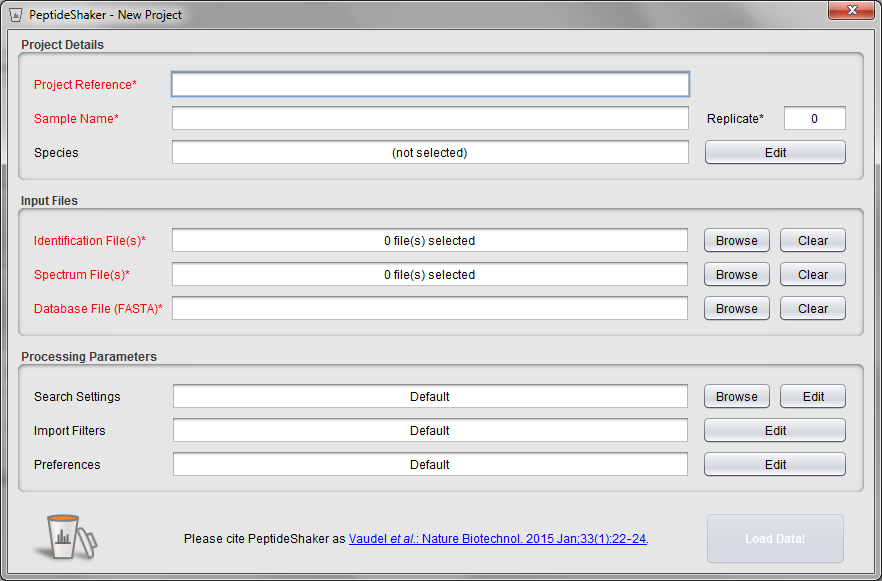 PeptideShaker - New Project
Project Details
Project Reference*
Sample Name*
Replicate* 0
Species (not selected) Edit
Input Files
Identification File(s)* 0 file(s) selected Browse Clear
Spectrum File(s)* 0 file(s) selected Browse Clear
Database File (FASTA)* Browse Clear
Processing Parameters
Search Settings Default Browse Edit
Import Filters Default Edit
Preferences Default Edit
Please cite PeptideShaker as Vaudel et al.: Nature Biotechnol. 2015 Jan;33(1):22-24.
Load Data!